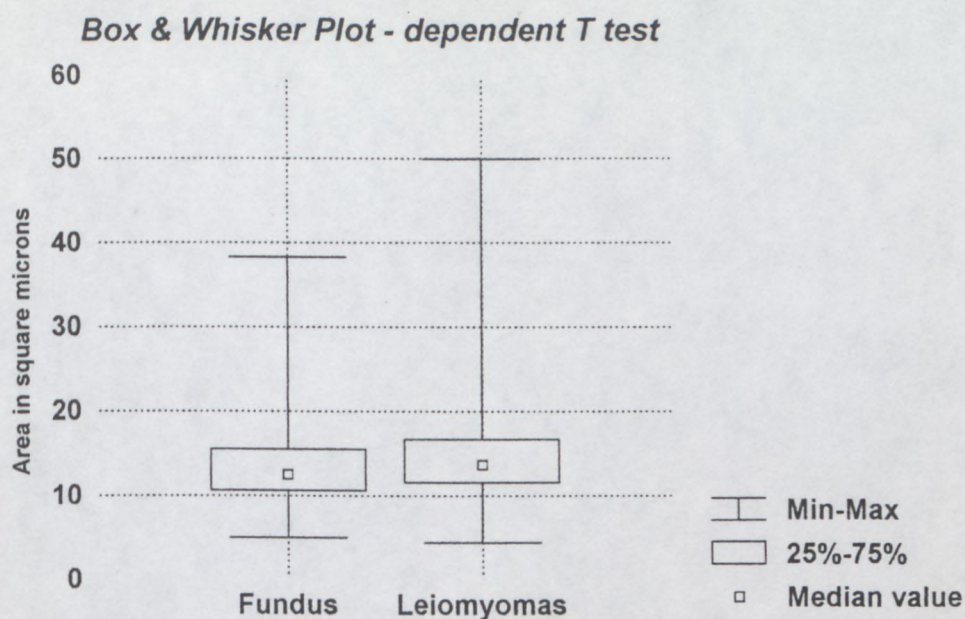 Box & Whisker Plot - dependent T test
60
50
40
30
20
10
0
Area in square microns
Fundus
Leiomyomas
Min-Max
25%-75%
Median value